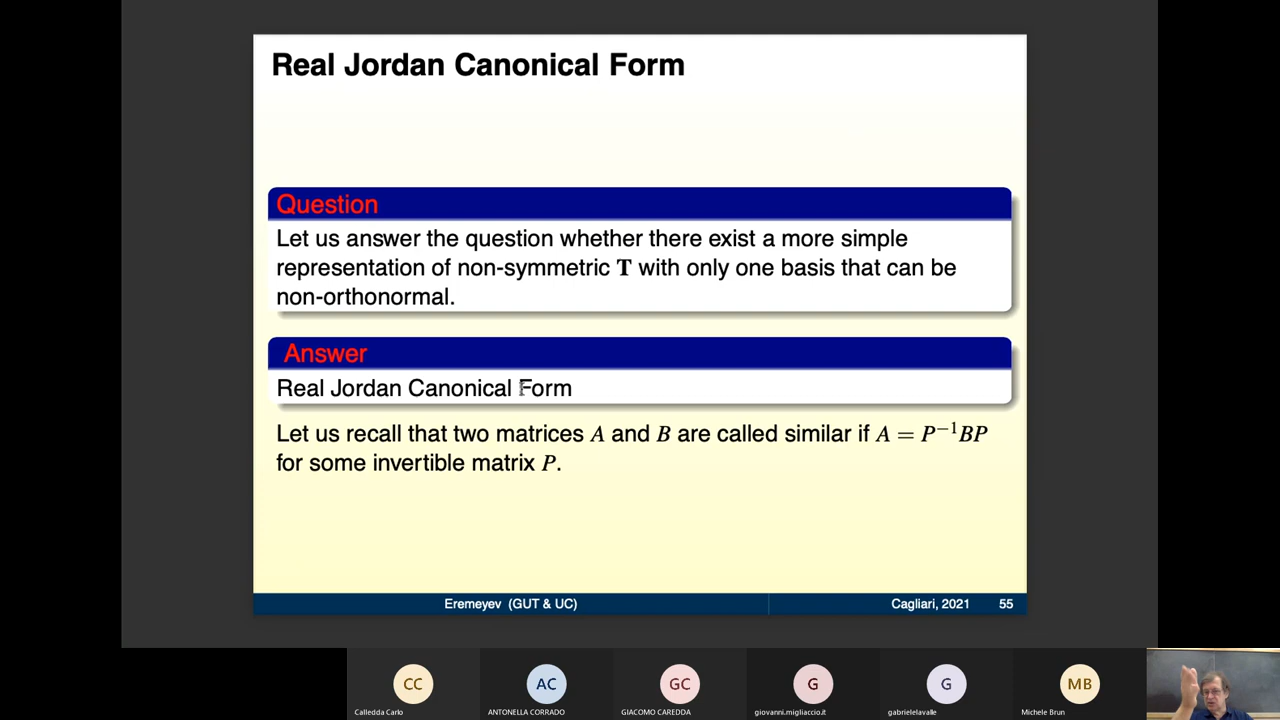 Real Jordan Canonical Form
Question
Let us answer the question whether there exist a more simple
representation of non-symmetric T with only one basis that can be
non-orthonormal.
Answer
Real Jordan Canonical Form
Let us recall that two matrices A and B are called similar if A = P⁻¹BP
for some invertible matrix P.
Eremeyev (GUT & UC) Cagliari, 2021 55
CC AC GC G G MB
Calledda Carlo ANTONELLA CORRADO GIACOMO CAREDDA giovanni.migliaccio.it gabrielelavalle Michele Brun